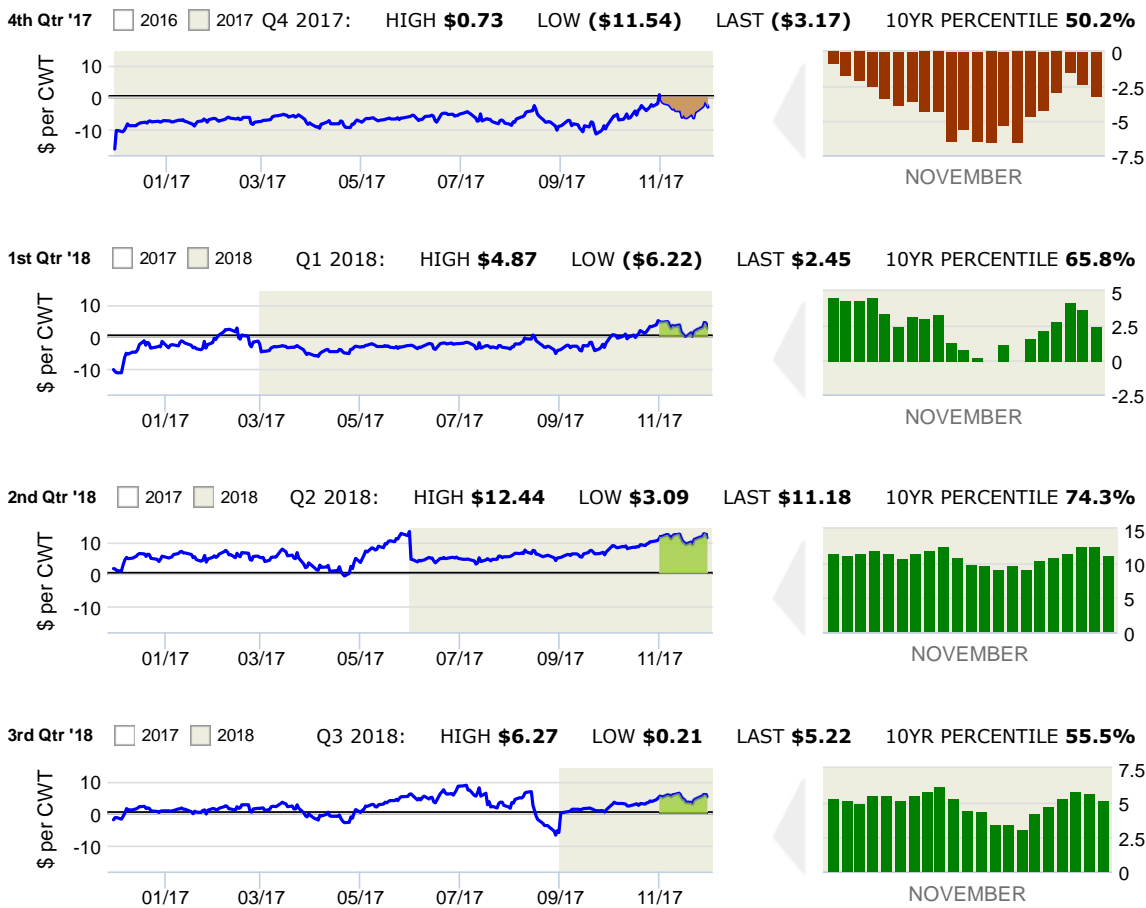 4th Qtr '17 2016 2017 Q4 2017: HIGH $0.73 LOW ($11.54) LAST ($3.17) 10YR PERCENTILE 50.2%
$ per CWT
10
0
-10
01/17 03/17 05/17 07/17 09/17 11/17
0
-2.5
-5
-7.5
NOVEMBER
1st Qtr '18 2017 2018 Q1 2018: HIGH $4.87 LOW ($6.22) LAST $2.45 10YR PERCENTILE 65.8%
$ per CWT
10
0
-10
01/17 03/17 05/17 07/17 09/17 11/17
5
2.5
0
-2.5
NOVEMBER
2nd Qtr '18 2017 2018 Q2 2018: HIGH $12.44 LOW $3.09 LAST $11.18 10YR PERCENTILE 74.3%
$ per CWT
10
0
-10
01/17 03/17 05/17 07/17 09/17 11/17
15
10
5
0
NOVEMBER
3rd Qtr '18 2017 2018 Q3 2018: HIGH $6.27 LOW $0.21 LAST $5.22 10YR PERCENTILE 55.5%
$ per CWT
10
0
-10
01/17 03/17 05/17 07/17 09/17 11/17
7.5
5
2.5
0
NOVEMBER